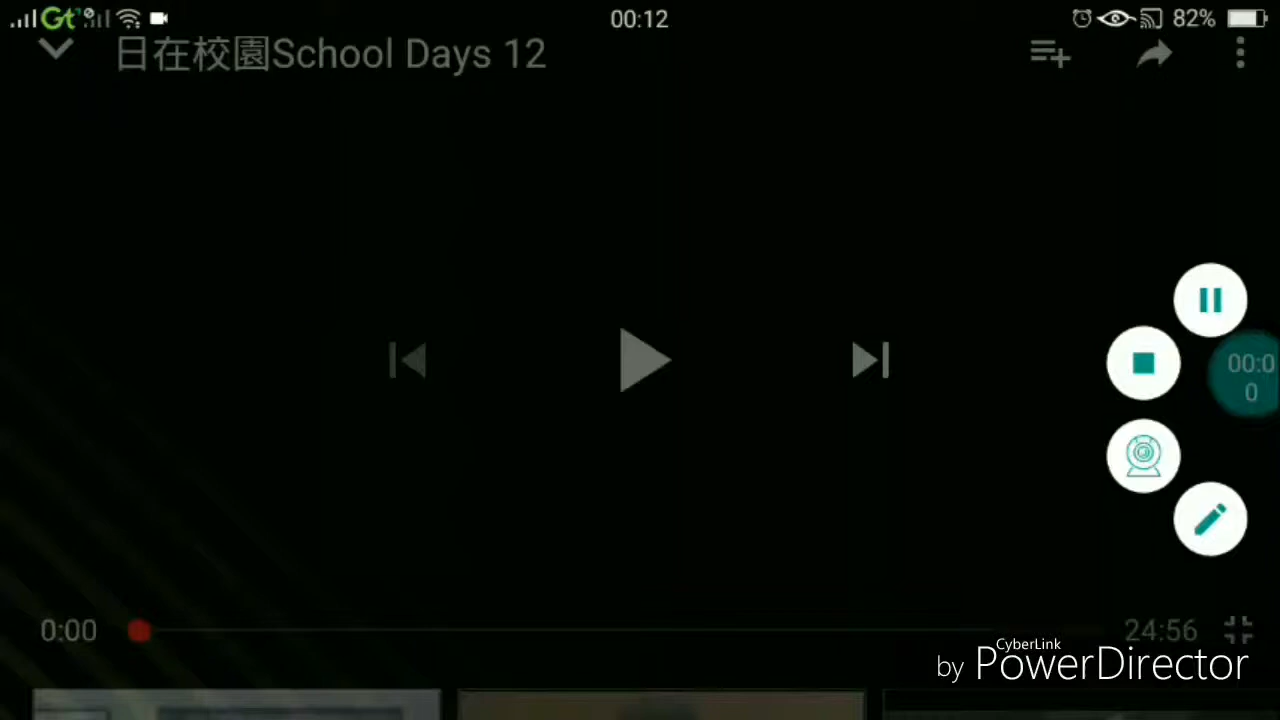 Gt 00:12 82%
日在校園School Days 12
00:0
0
0:00 24:56
CyberLink
by PowerDirector